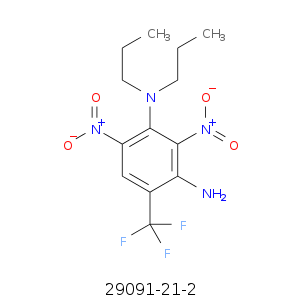 CH₃ CH₃
N
O O⁻
O⁻ N⁺ N⁺ O
NH₂
F F
F
29091-21-2